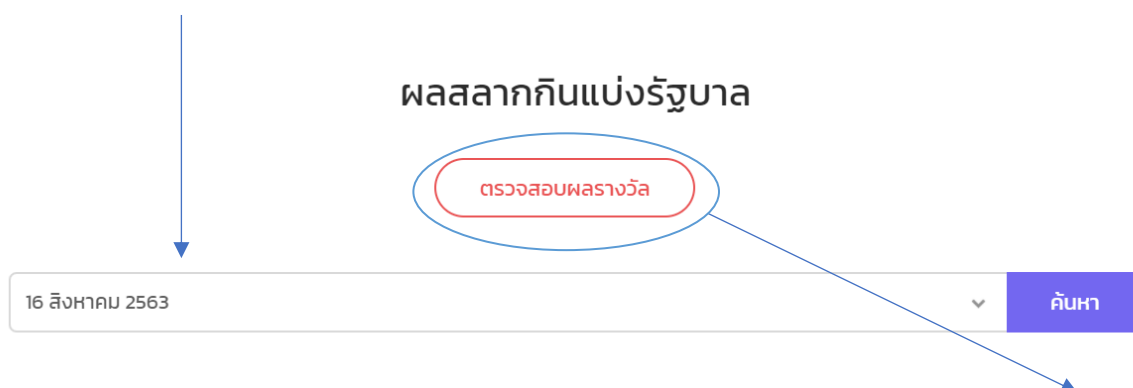 ผลสลากกินแบ่งรัฐบาล
ตรวจสอบผลรางวัล
16 สิงหาคม 2563
ค้นหา